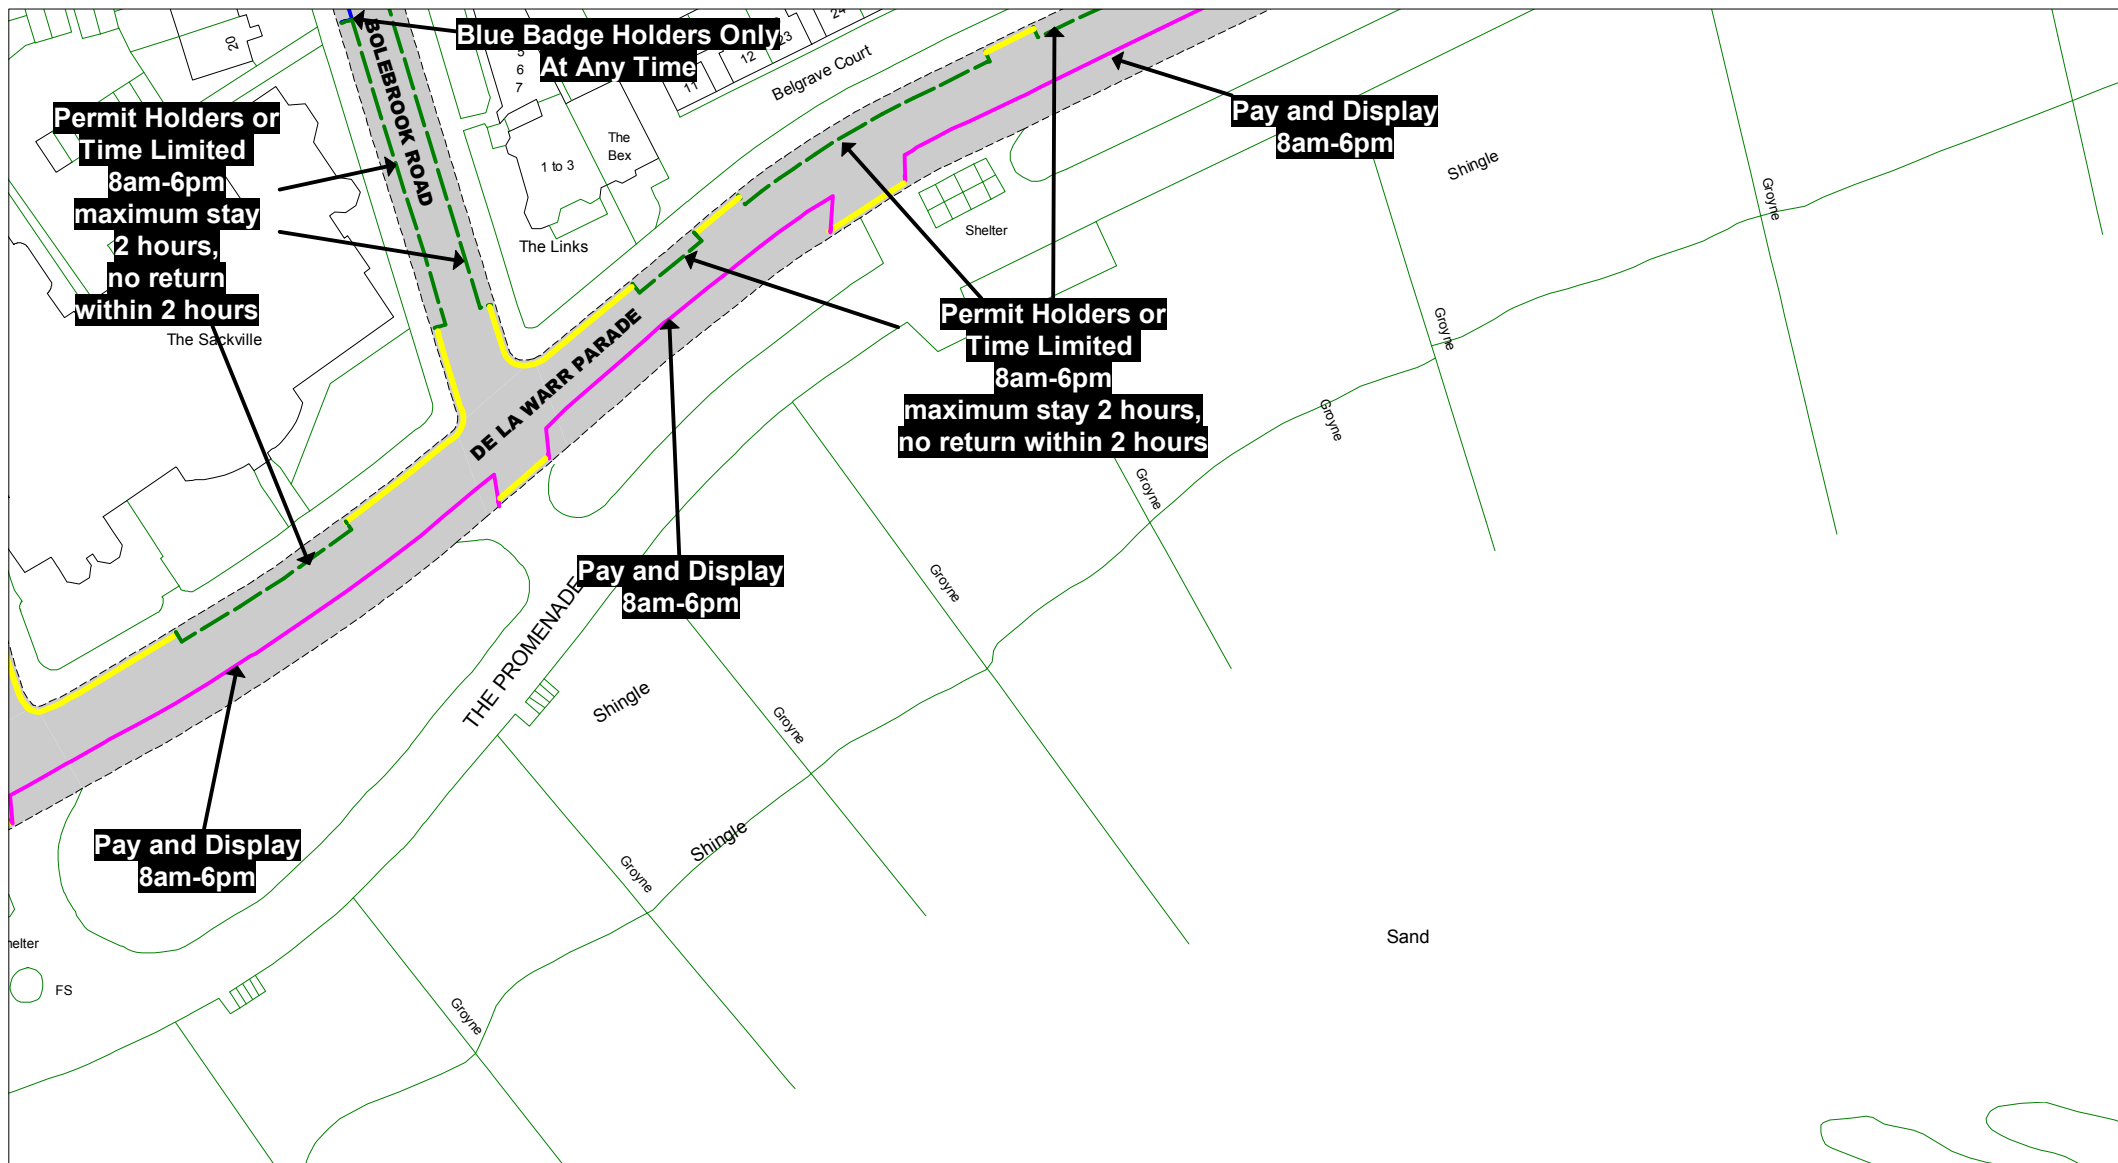 Blue Badge Holders Only
At Any Time
BOLEBROOK ROAD
20
5
6
7
11
12
23
24
Belgrave Court
Permit Holders or
Time Limited
8am-6pm
maximum stay
2 hours,
no return
within 2 hours
The Sackville
1 to 3
The
Bex
The Links
Pay and Display
8am-6pm
Shingle
Groyne
Shelter
Groyne
Permit Holders or
Time Limited
8am-6pm
maximum stay 2 hours,
no return within 2 hours
DE LA WARR PARADE
Groyne
Groyne
Pay and Display
8am-6pm
Groyne
THE PROMENADE
Shingle
Groyne
Pay and Display
8am-6pm
Shingle
Groyne
Sand
helter
FS
Groyne